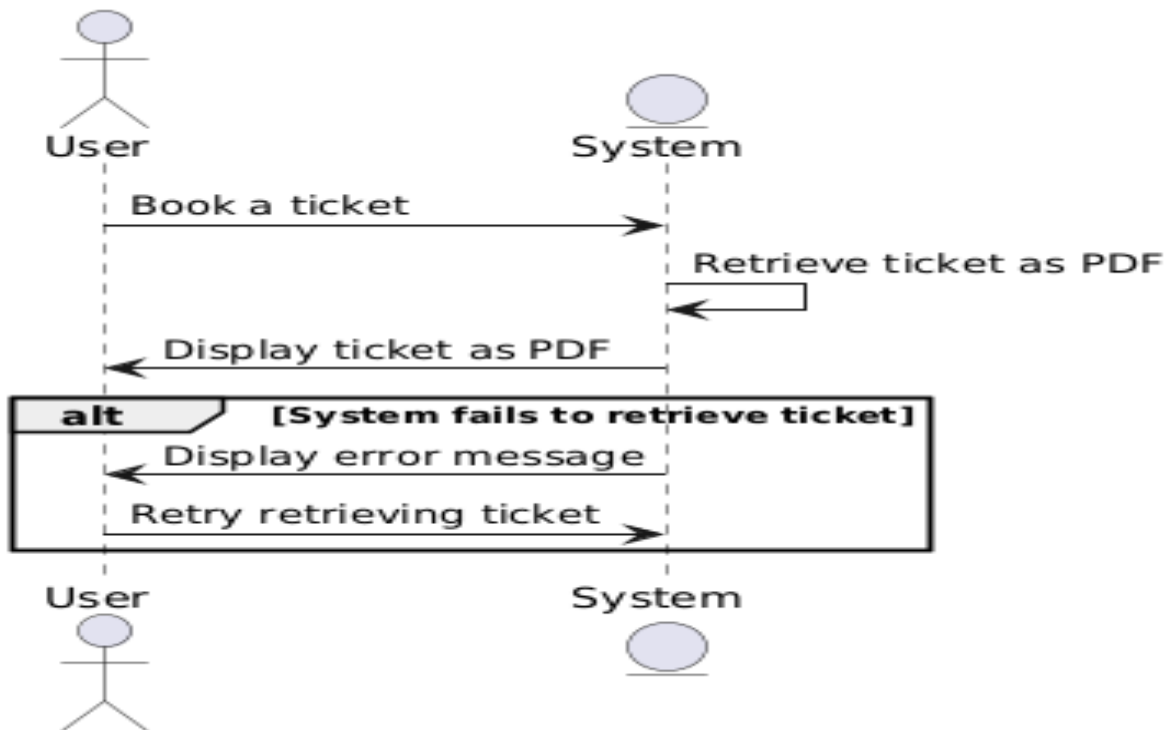 User
System
Book a ticket
Retrieve ticket as PDF
Display ticket as PDF
alt [System fails to retrieve ticket]
Display error message
Retry retrieving ticket
User
System